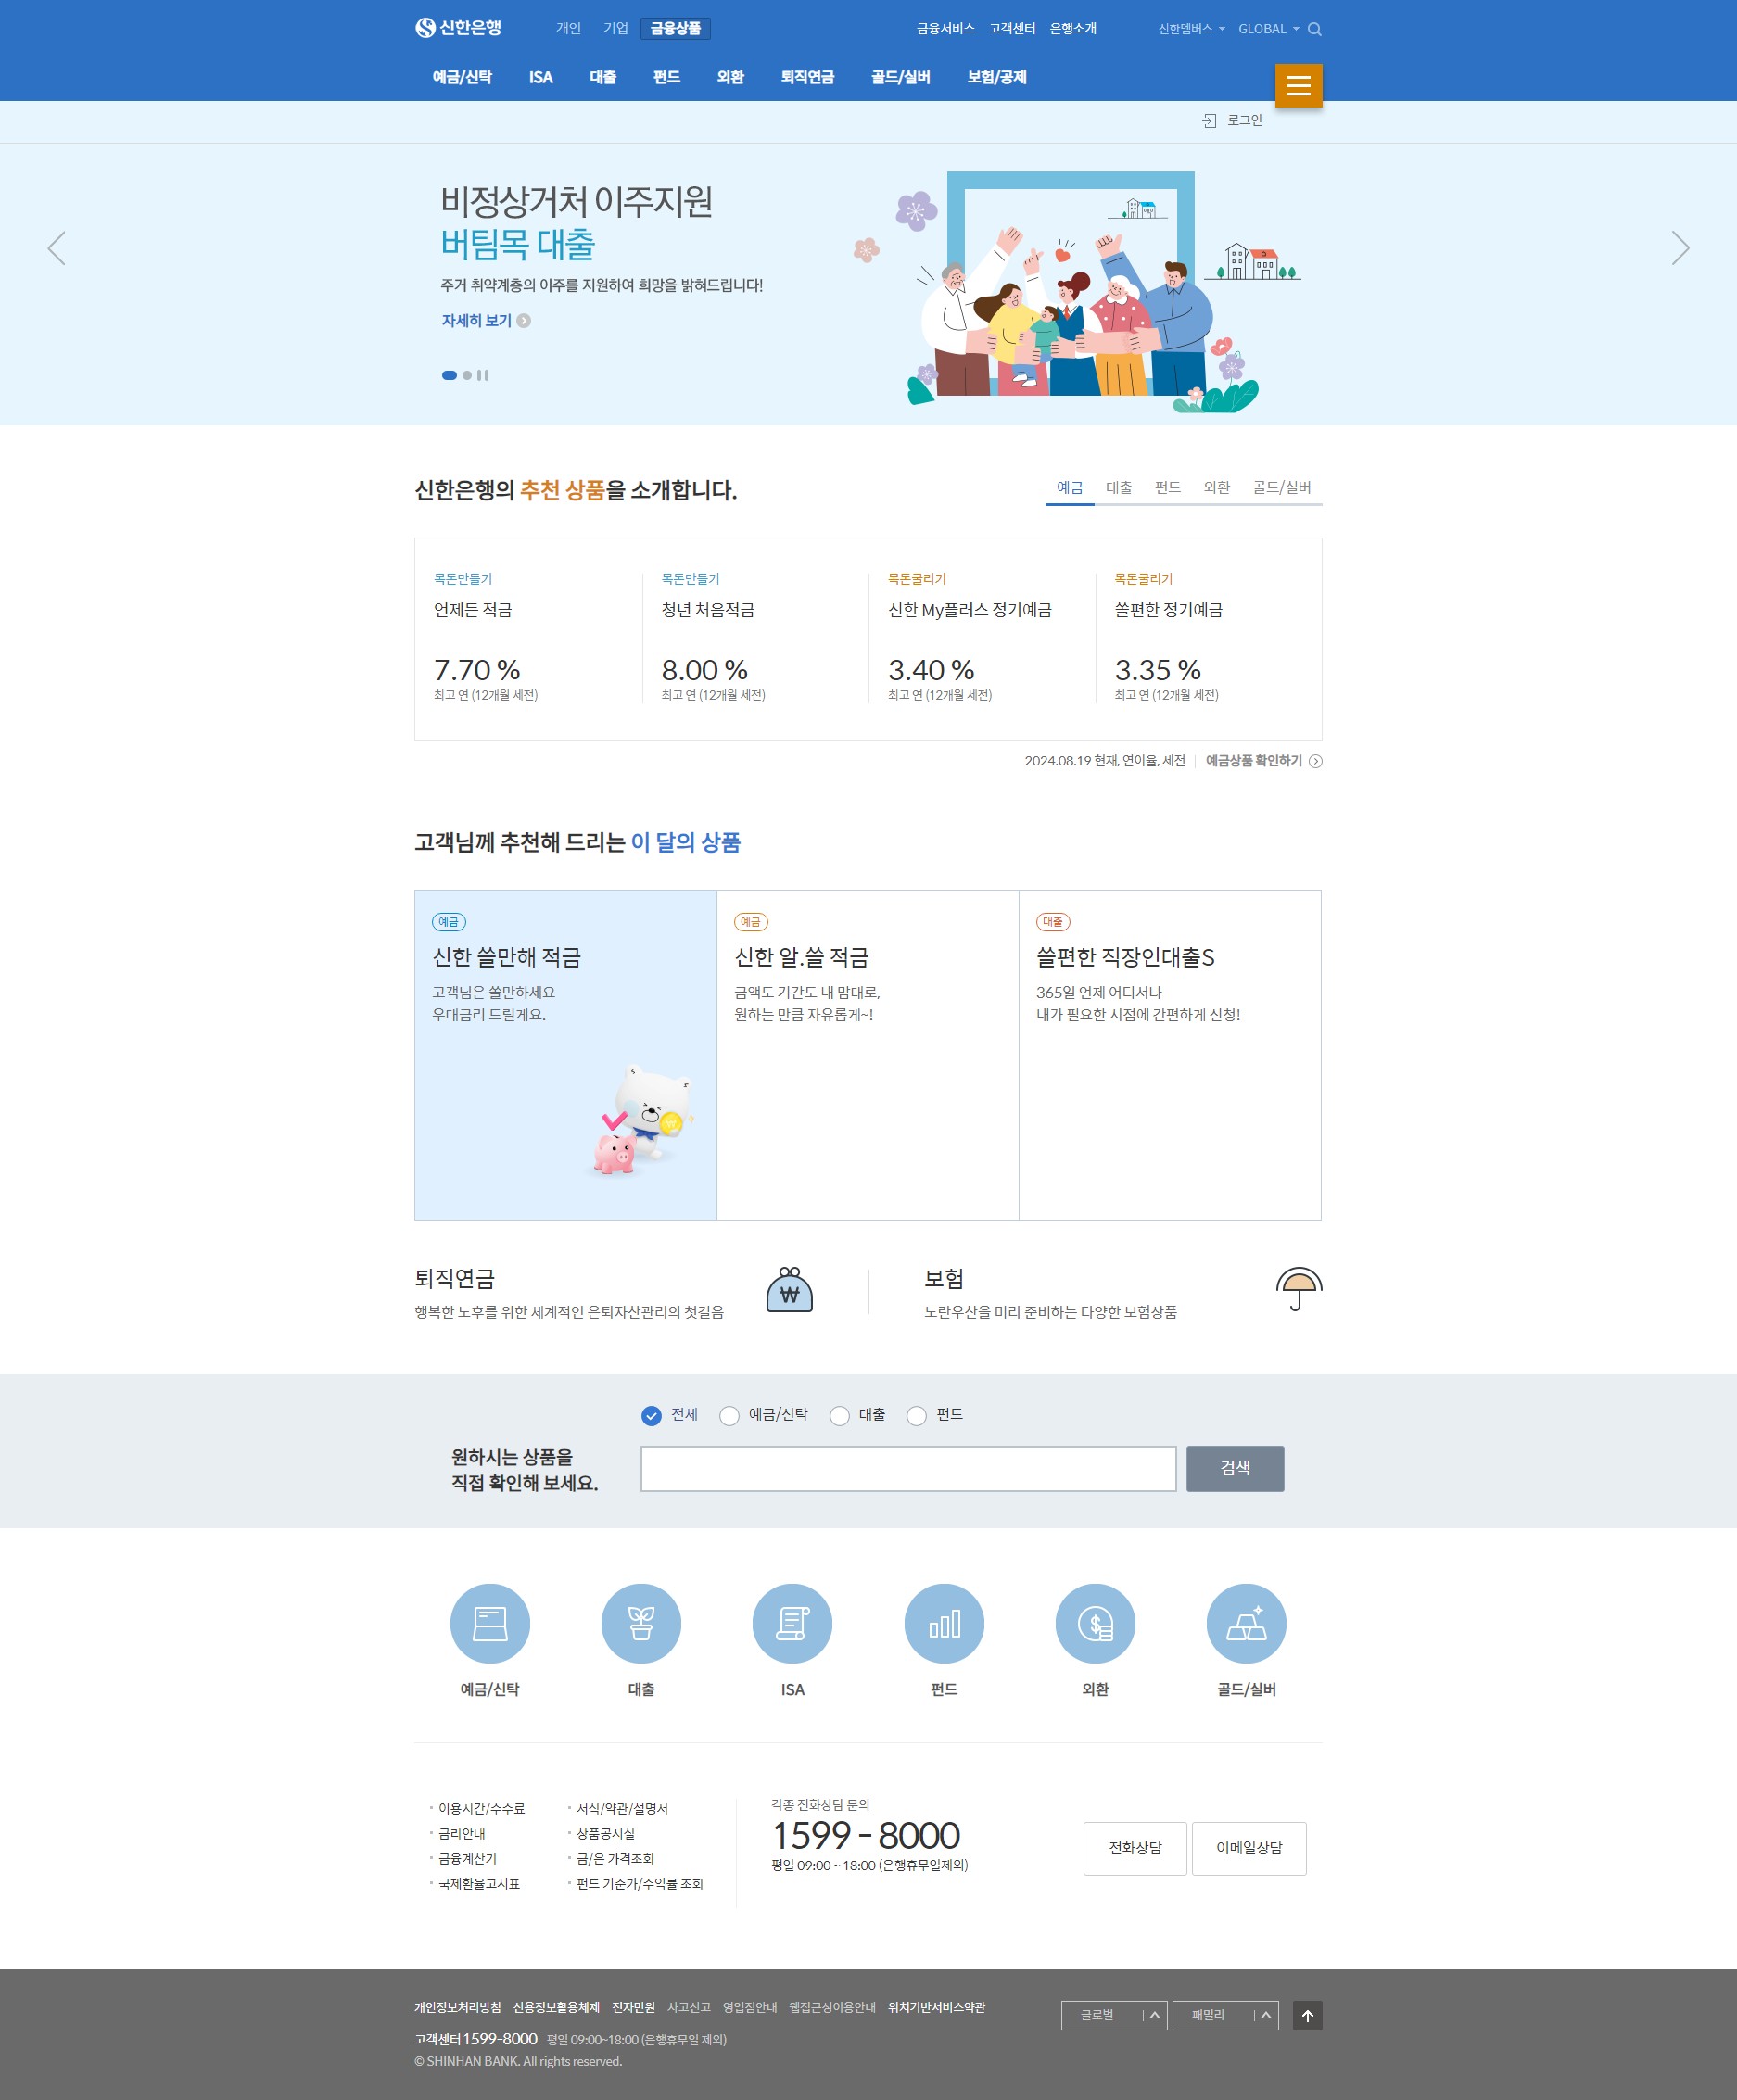 신한은행
개인 기업 금융상품
금융서비스 고객센터 은행소개
신한멤버스 GLOBAL
예금/신탁 ISA 대출 펀드 외환 퇴직연금 골드/실버 보험/공제
로그인
비정상거처 이주지원
버팀목 대출
주거 취약계층의 이주를 지원하여 희망을 밝혀드립니다!
자세히 보기
신한은행의 추천 상품을 소개합니다.
예금 대출 펀드 외환 골드/실버
목돈만들기
언제든 적금
7.70 %
최고 연 (12개월 세전)
목돈만들기
청년 처음적금
8.00 %
최고 연 (12개월 세전)
목돈굴리기
신한 My플러스 정기예금
3.40 %
최고 연 (12개월 세전)
목돈굴리기
쏠편한 정기예금
3.35 %
최고 연 (12개월 세전)
2024.08.19 현재, 연이율, 세전 예금상품 확인하기
고객님께 추천해 드리는 이 달의 상품
예금
신한 쏠만해 적금
고객님은 쏠만하세요
우대금리 드릴게요.
예금
신한 알.쏠 적금
금액도 기간도 내 맘대로,
원하는 만큼 자유롭게~!
대출
쏠편한 직장인대출S
365일 언제 어디서나
내가 필요한 시점에 간편하게 신청!
퇴직연금
행복한 노후를 위한 체계적인 은퇴자산관리의 첫걸음
보험
노란우산을 미리 준비하는 다양한 보험상품
전체 예금/신탁 대출 펀드
원하시는 상품을
직접 확인해 보세요.
검색
예금/신탁 대출 ISA 펀드 외환 골드/실버
이용시간/수수료
금리안내
금융계산기
국제환율고시표
서식/약관/설명서
상품공시실
금/은 가격조회
펀드 기준가/수익률 조회
각종 전화상담 문의
1599 - 8000
평일 09:00 ~ 18:00 (은행휴무일제외)
전화상담 이메일상담
개인정보처리방침 신용정보활용체제 전자민원 사고신고 영업점안내 웹접근성이용안내 위치기반서비스약관
글로벌 패밀리
고객센터 1599-8000 평일 09:00~18:00 (은행휴무일 제외)
© SHINHAN BANK. All rights reserved.